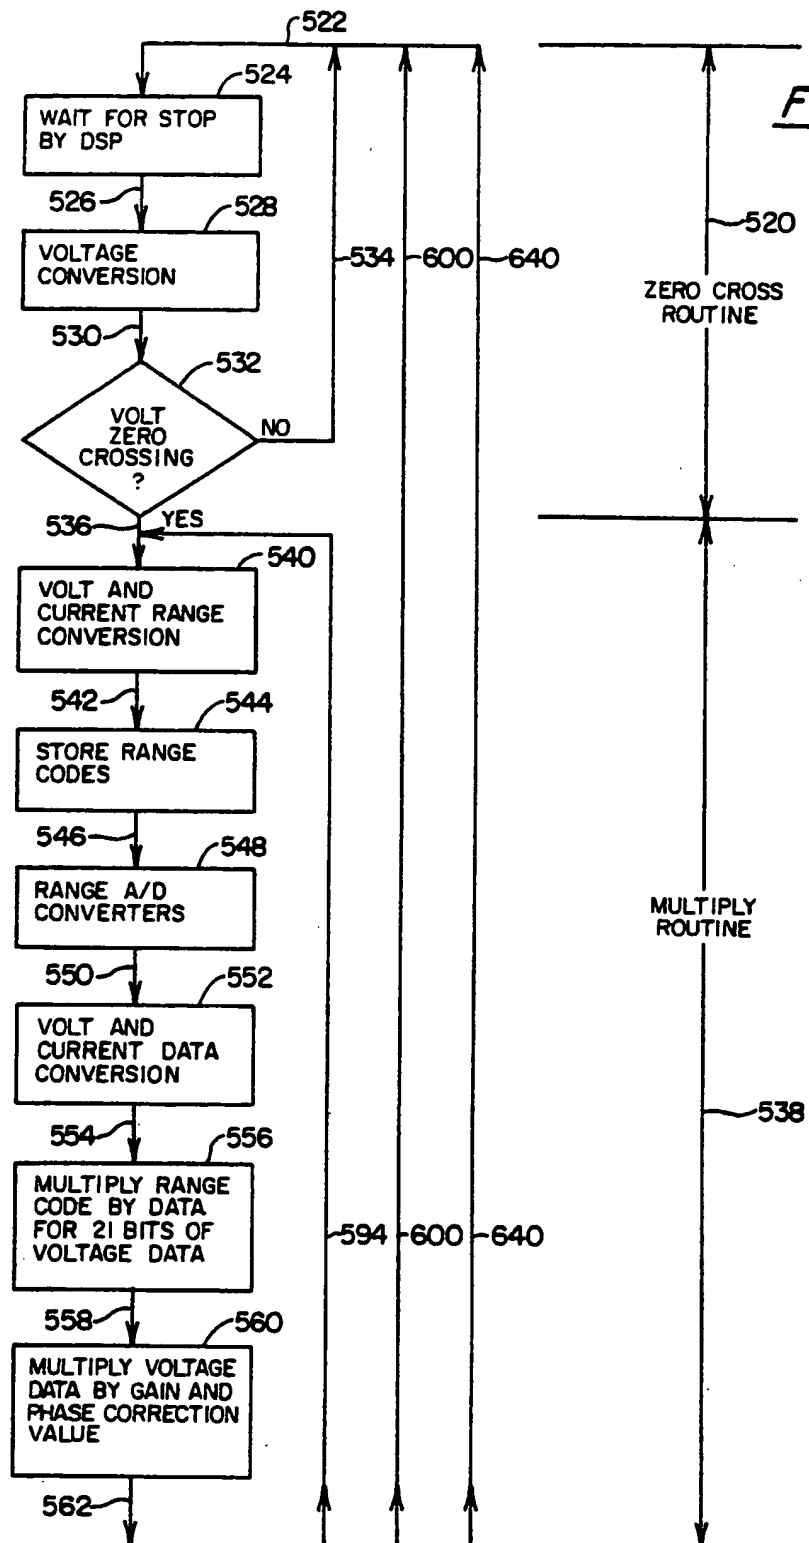 522
524
F
WAIT FOR STOP
BY DSP
526
528
520
VOLTAGE
CONVERSION
534
600
640
ZERO CROSS
ROUTINE
530
532
VOLT
ZERO
CROSSING
?
NO
536
YES
540
VOLT AND
CURRENT RANGE
CONVERSION
542
544
STORE RANGE
CODES
546
548
RANGE A/D
CONVERTERS
MULTIPLY
ROUTINE
550
552
VOLT AND
CURRENT DATA
CONVERSION
538
554
556
MULTIPLY RANGE
CODE BY DATA
FOR 21 BITS OF
VOLTAGE DATA
594
600
640
558
560
MULTIPLY VOLTAGE
DATA BY GAIN AND
PHASE CORRECTION
VALUE
562